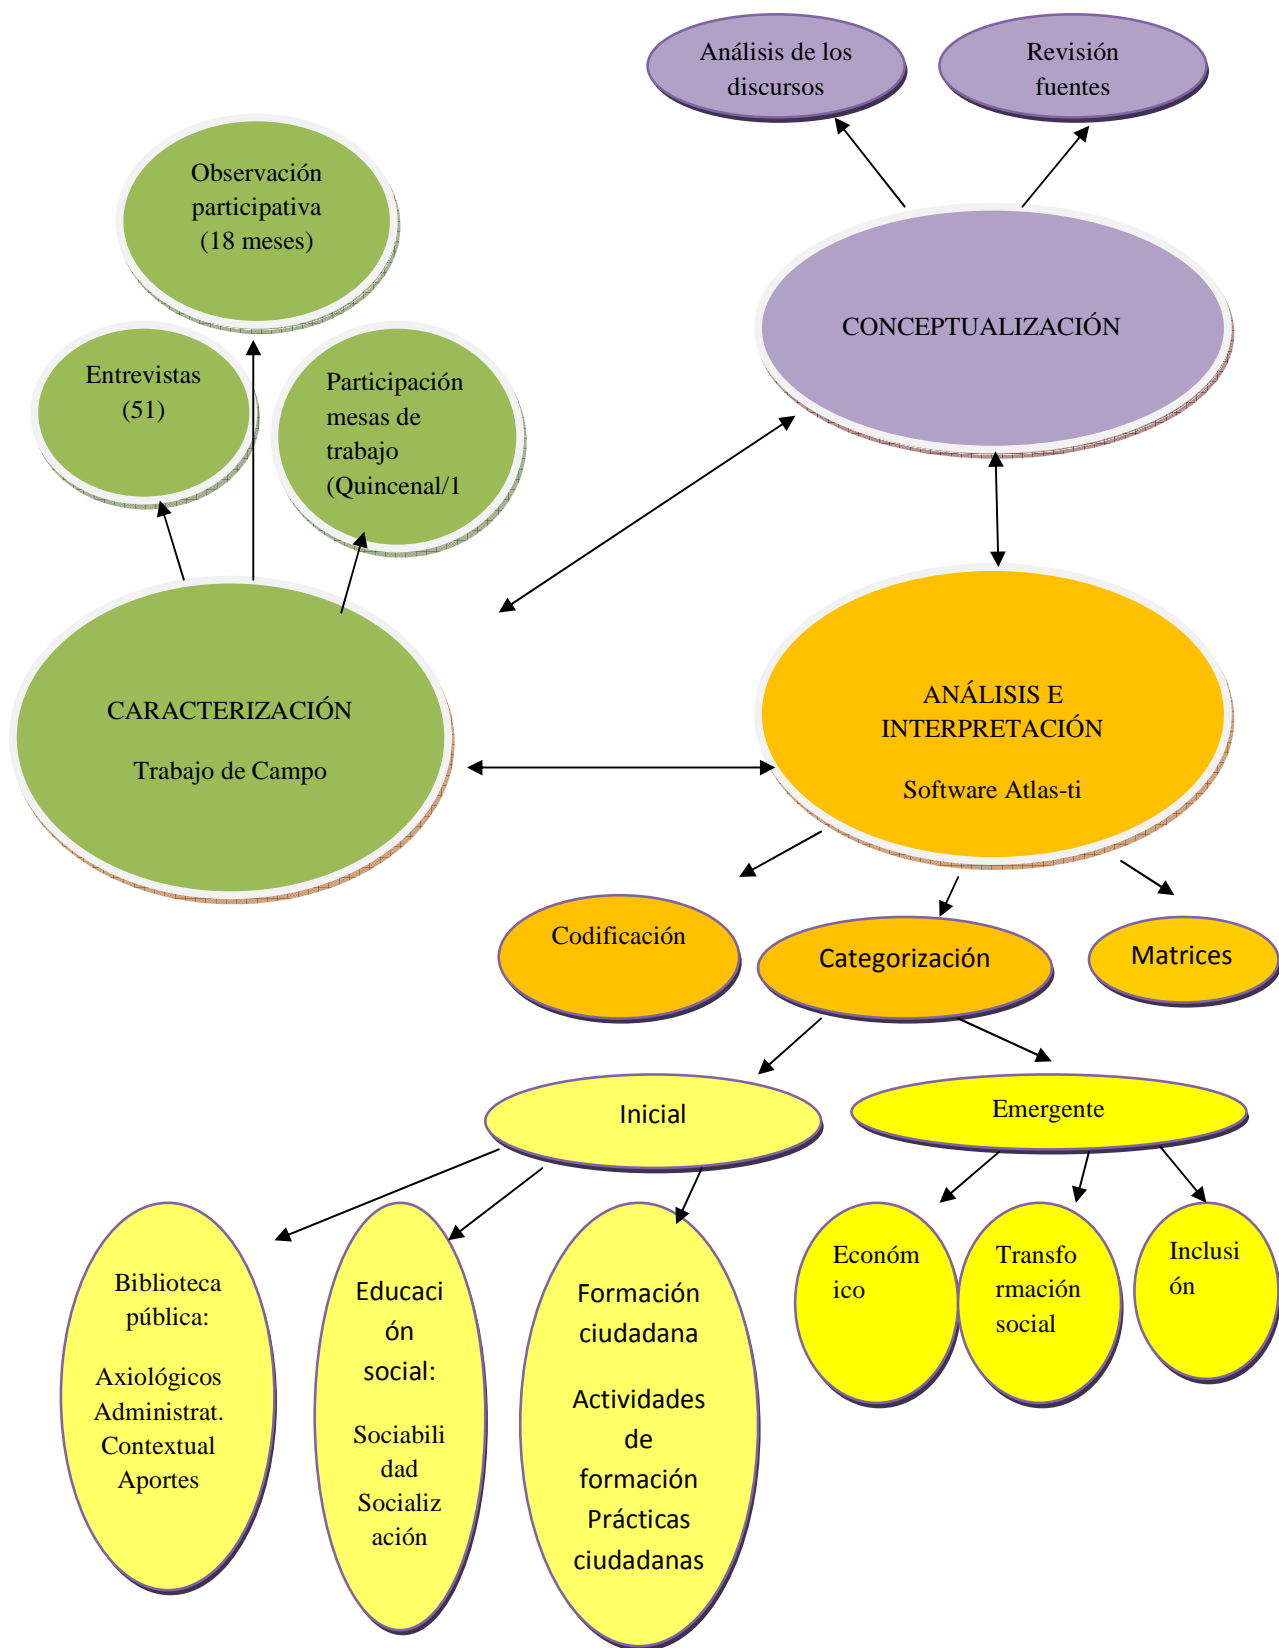 Análisis de los
discursos
Revisión
fuentes
Observación
participativa
(18 meses)
Entrevistas
(51)
Participación
mesas de
trabajo
(Quincenal/1
CONCEPTUALIZACIÓN
CARACTERIZACIÓN
Trabajo de Campo
ANÁLISIS E
INTERPRETACIÓN
Software Atlas-ti
Codificación
Categorización
Matrices
Inicial
Emergente
Biblioteca
pública:
Axiológicos
Administrat.
Contextual
Aportes
Educaci
ón
social:
Sociabili
dad
Socializ
ación
Formación
ciudadana
Actividades
de
formación
Prácticas
ciudadanas
Económ
ico
Transfo
rmación
social
Inclusi
ón